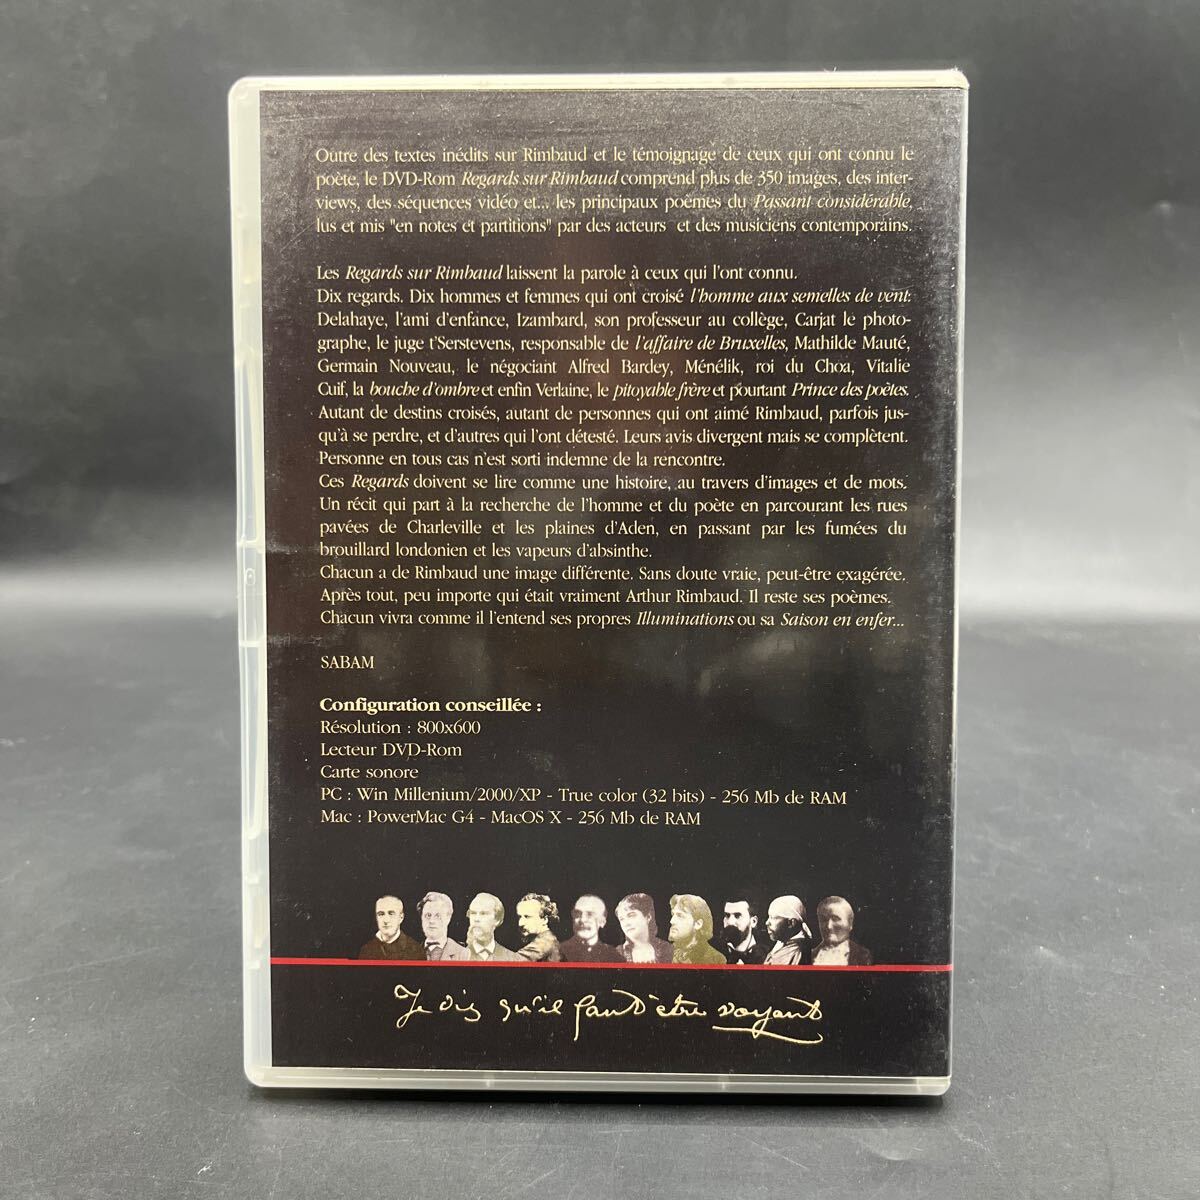 Outre des textes inédits sur Rimbaud et le témoignage de ceux qui ont connu le
poète, le DVD-Rom Regards sur Rimbaud comprend plus de 350 images, des inter-
views, des séquences vidéo et... les principaux poèmes du Passant considérable,
lus et mis "en notes et partitions" par des acteurs et des musiciens contemporains.
Les Regards sur Rimbaud laissent la parole à ceux qui l'ont connu.
Dix regards. Dix hommes et femmes qui ont croisé l'homme aux semelles de vent:
Delahaye, l'ami d'enfance, Izambard, son professeur au collège, Carjat le photo-
graphe, le juge t'Serstevens, responsable de l'affaire de Bruxelles, Mathilde Mauté,
Germain Nouveau, le négociant Alfred Bardey, Ménélik, roi du Choa, Vitalie
Cuif, la bouche d'ombre et enfin Verlaine, le pitoyable frère et pourtant Prince des poètes.
Autant de destins croisés, autant de personnes qui ont aimé Rimbaud, parfois jus-
qu'à se perdre, et d'autres qui l'ont détesté. Leurs avis divergent mais se complètent.
Personne en tous cas n'est sorti indemne de la rencontre.
Ces Regards doivent se lire comme une histoire, au travers d'images et de mots.
Un récit qui part à la recherche de l'homme et du poète en parcourant les rues
pavées de Charleville et les plaines d'Aden, en passant par les fumées du
brouillard londonien et les vapeurs d'absinthe.
Chacun a de Rimbaud une image différente. Sans doute vraie, peut-être exagérée.
Après tout, peu importe qui était vraiment Arthur Rimbaud. Il reste ses poèmes.
Chacun vivra comme il l'entend ses propres Illuminations ou sa Saison en enfer...
SABAM
Configuration conseillée :
Résolution : 800x600
Lecteur DVD-Rom
Carte sonore
PC : Win Millenium/2000/XP - True color (32 bits) - 256 Mb de RAM
Mac : PowerMac G4 - MacOS X - 256 Mb de RAM
Je dis qu'il faut être voyant